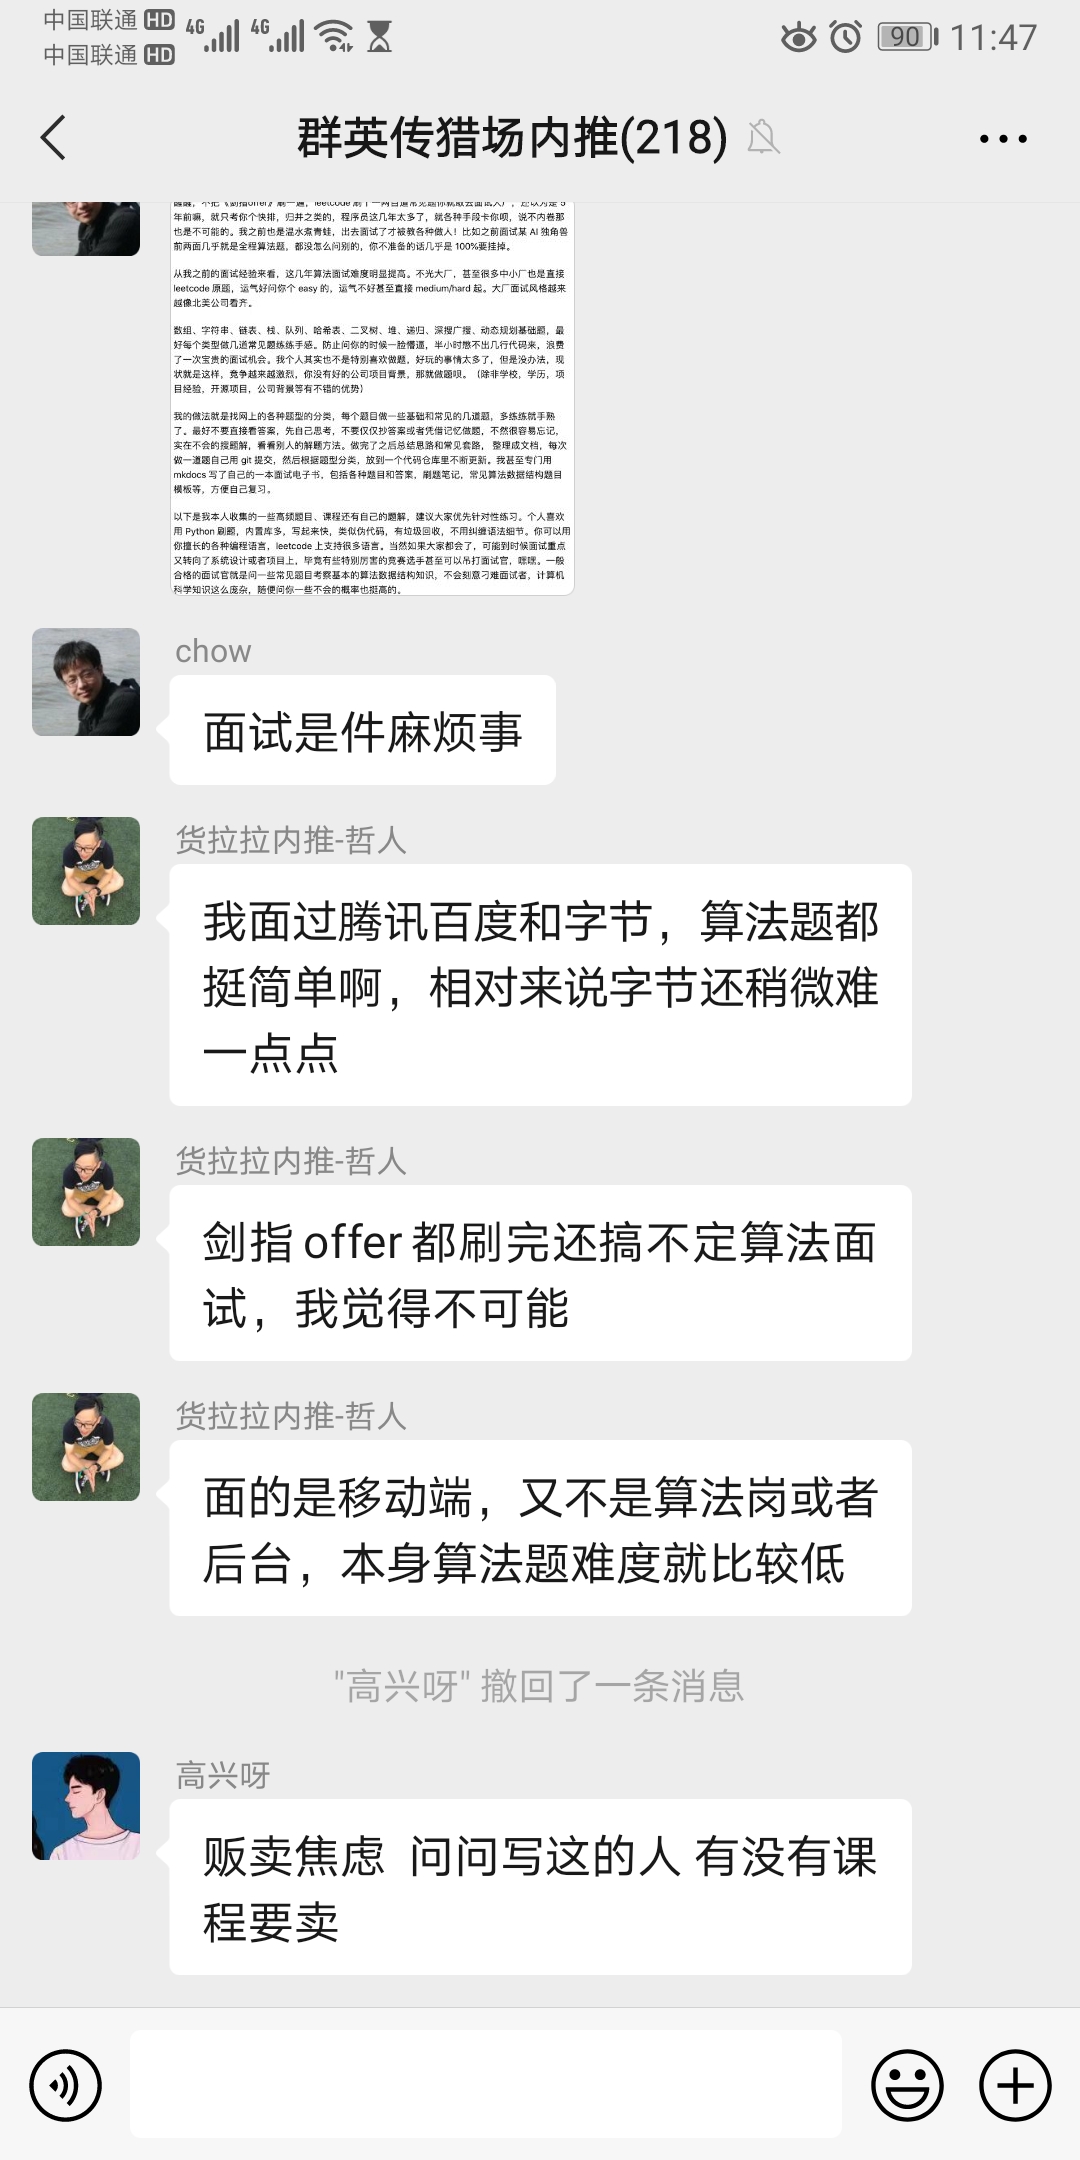 中国联通 HD 4G 4G 90 11:47
中国联通 HD
群英传猎场内推(218)
年前嘛，就只考你个快排，归并之类的，程序员这几年太多了，就各种手段卡你呗，说不内卷那
也是不可能的。我之前也是温水煮青蛙，出去面试了才被教各种做人！比如之前面试某 AI 独角兽
前两面几乎就是全程算法题，都没怎么问别的，你不准备的话几乎是 100%要挂掉。
从我之前的面试经验来看，这几年算法面试难度明显提高。不光大厂，甚至很多中小厂也是直接
leetcode 原题，运气好问你个 easy 的，运气不好甚至直接 medium/hard 起。大厂面试风格越来
越像北美公司看齐。
数组、字符串、链表、栈、队列、哈希表、二叉树、堆、递归、深搜广搜、动态规划基础题，最
好每个类型做几道常见题练练手感。防止问你的时候一脸懵逼，半小时憋不出几行代码来，浪费
了一次宝贵的面试机会。我个人其实也不是特别喜欢做题，好玩的事情太多了，但是没办法，现
状就是这样，竞争越来越激烈，你没有好的公司项目背景，那就做题呗。（除非学校，学历，项
目经验，开源项目，公司背景等有不错的优势）
我的做法就是找网上的各种题型的分类，每个题目做一些基础和常见的几道题，多练练就手熟
了。最好不要直接看答案，先自己思考，不要仅仅抄答案或者凭借记忆做题，不然很容易忘记，
实在不会的搜题解，看看别人的解题方法。做完了之后总结思路和常见套路， 整理成文档，每次
做一道题自己用 git 提交，然后根据题型分类，放到一个代码仓库里不断更新。我甚至专门用
mkdocs 写了自己的一本面试电子书，包括各种题目和答案，刷题笔记，常见算法数据结构题目
模板等，方便自己复习。
以下是我本人收集的一些高频题目、课程还有自己的题解，建议大家优先针对性练习。个人喜欢
用 Python 刷题，内置库多，写起来快，类似伪代码，有垃圾回收，不用纠缠语法细节。你可以用
你擅长的各种编程语言，leetcode 上支持很多语言。当然如果大家都会了，可能到时候面试重点
又转向了系统设计或者项目上，毕竟有些特别厉害的竞赛选手甚至可以吊打面试官，嘿嘿。一般
合格的面试官就是问一些常见题目考察基本的算法数据结构知识，不会刻意刁难面试者，计算机
科学知识这么庞杂，随便问你一些不会的概率也挺高的。
chow
面试是件麻烦事
货拉拉内推-哲人
我面过腾讯百度和字节，算法题都
挺简单啊，相对来说字节还稍微难
一点点
货拉拉内推-哲人
剑指offer都刷完还搞不定算法面
试，我觉得不可能
货拉拉内推-哲人
面的是移动端，又不是算法岗或者
后台，本身算法题难度就比较低
"高兴呀" 撤回了一条消息
高兴呀
贩卖焦虑 问问写这的人 有没有课
程要卖